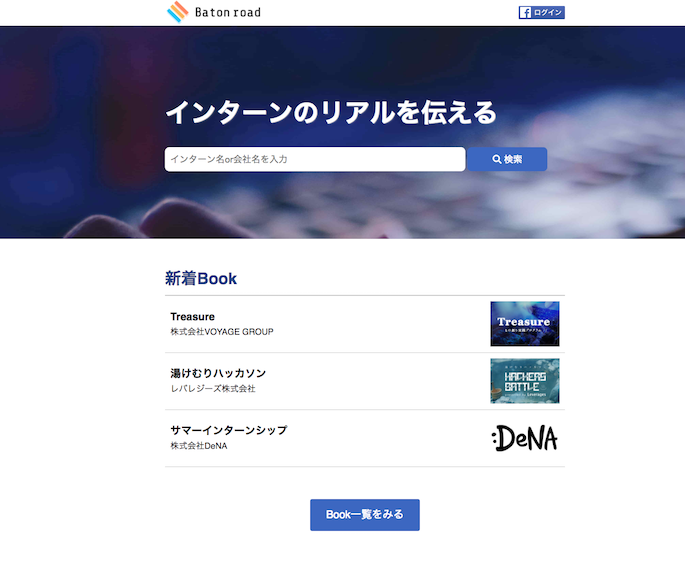 Baton road
ログイン
インターンのリアルを伝える
インターン名or会社名を入力
検索
新着Book
Treasure
株式会社VOYAGE GROUP
Treasure
湯けむりハッカソン
レバレジーズ株式会社
HACKERS
BATTLE
サマーインターンシップ
株式会社DeNA
:DeNA
Book一覧をみる